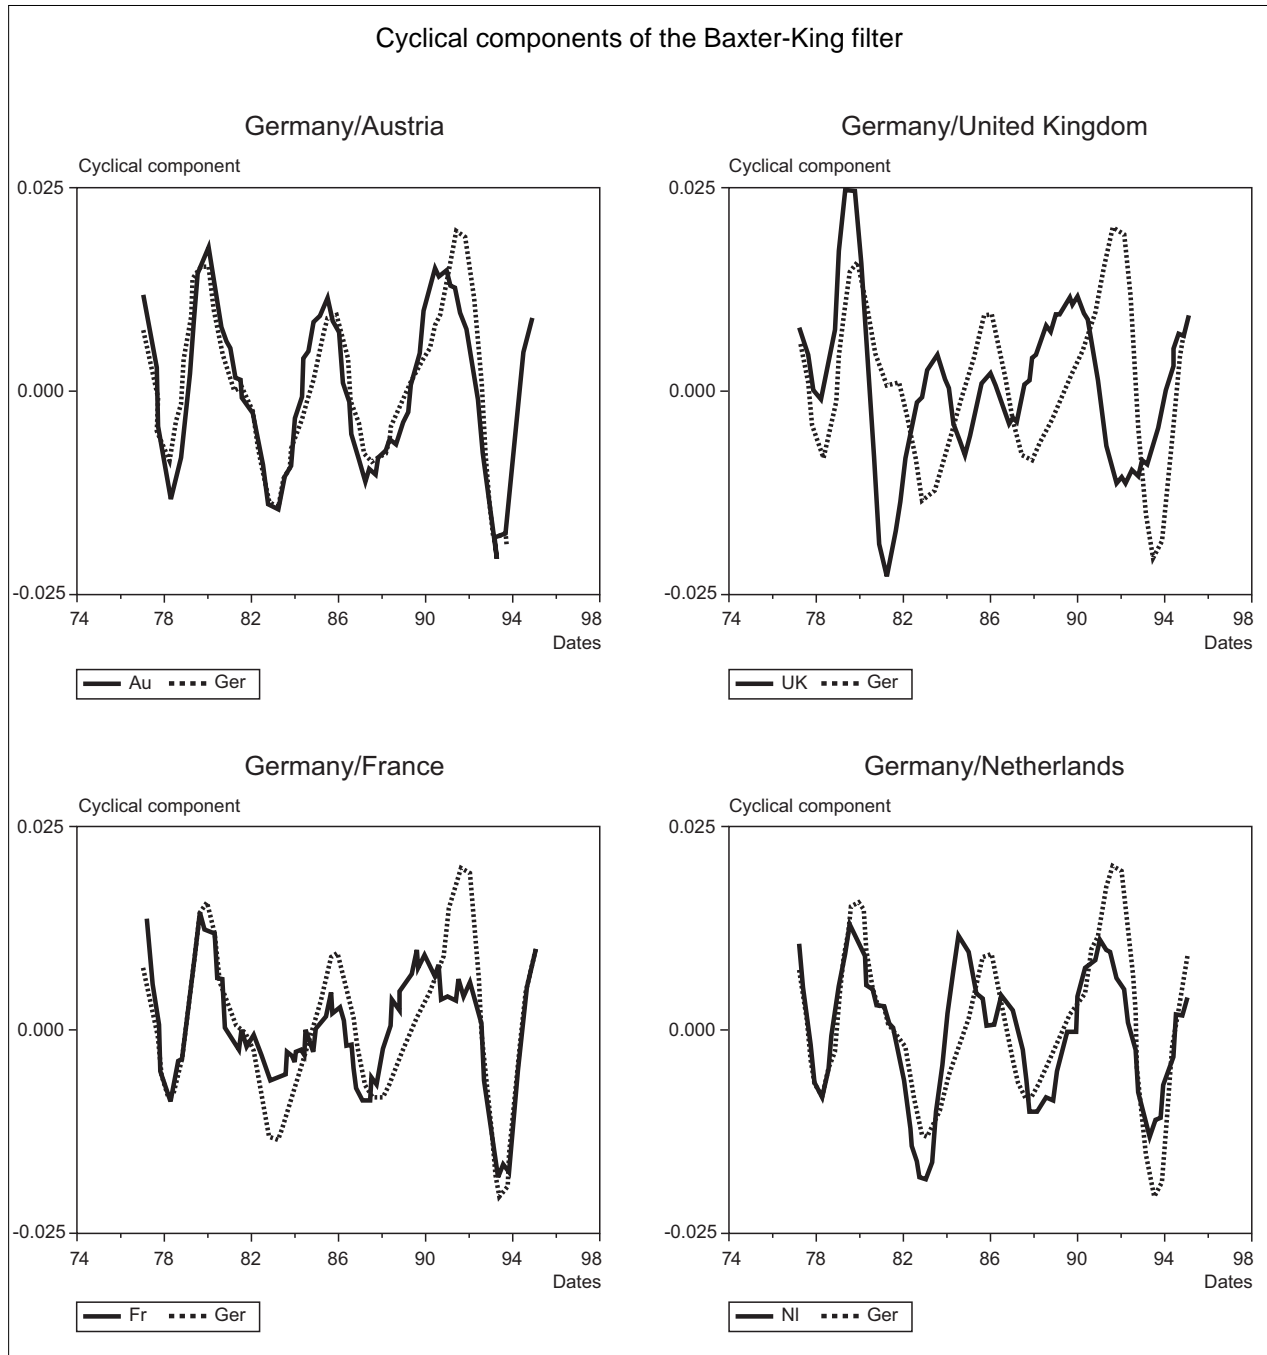 Cyclical components of the Baxter-King filter
Germany/Austria
Cyclical component
0.025
0.000
-0.025
74 78 82 86 90 94 98
Dates
Au Ger
Germany/United Kingdom
Cyclical component
0.025
0.000
-0.025
74 78 82 86 90 94 98
Dates
UK Ger
Germany/France
Cyclical component
0.025
0.000
-0.025
74 78 82 86 90 94 98
Dates
Fr Ger
Germany/Netherlands
Cyclical component
0.025
0.000
-0.025
74 78 82 86 90 94 98
Dates
Nl Ger